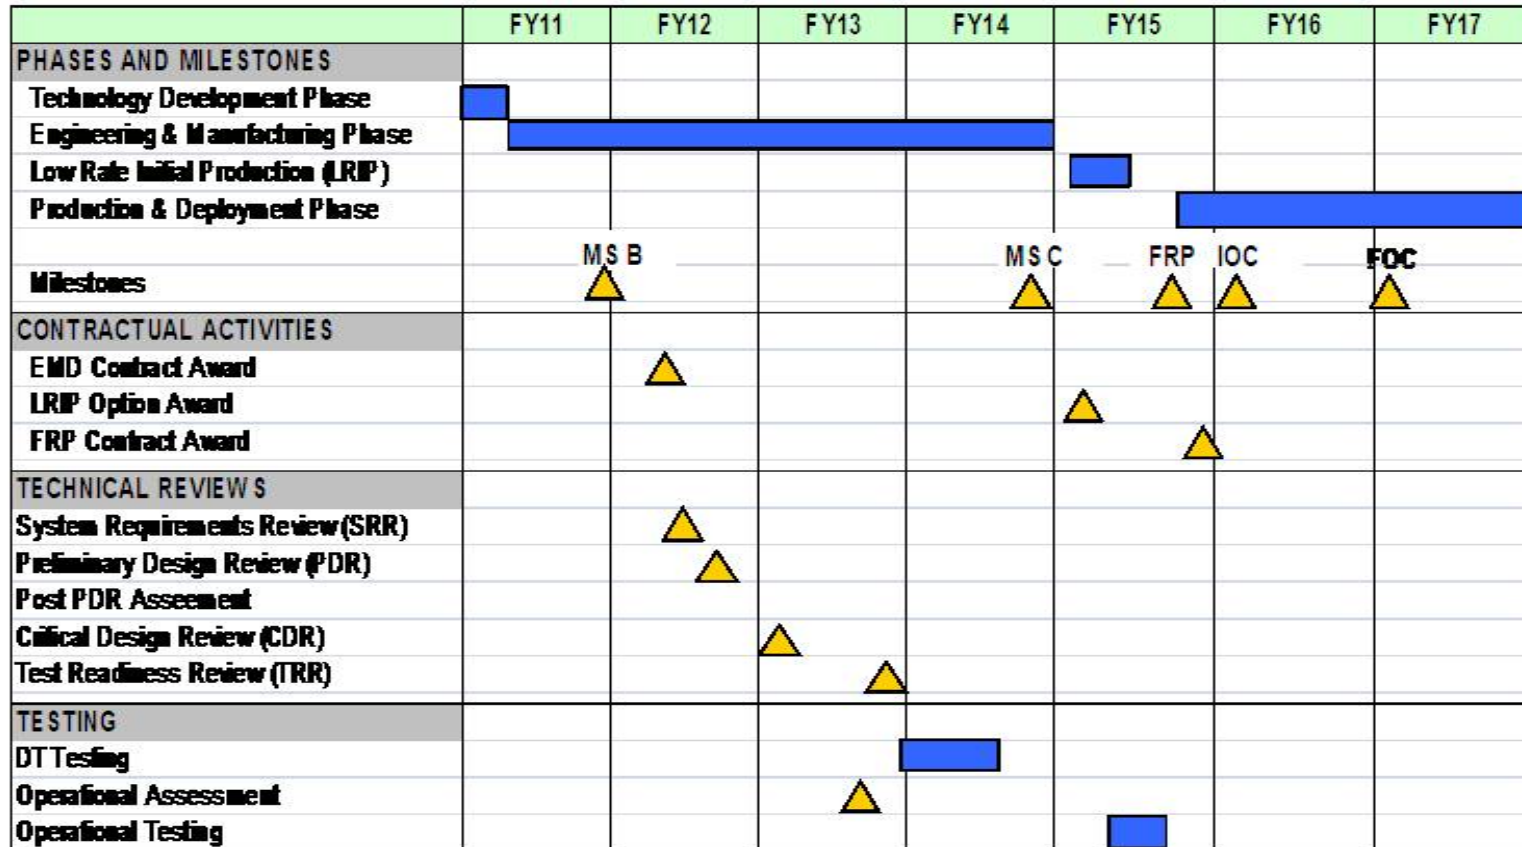 FY11 FY12 FY13 FY14 FY15 FY16 FY17
PHASES AND MILESTONES
Technology Development Phase
Engineering & Manufacturing Phase
Low Rate Initial Production (LRIP)
Production & Deployment Phase
MS B MS C FRP IOC FOC
Milestones
CONTRACTUAL ACTIVITIES
EMD Contract Award
LRIP Option Award
FRP Contract Award
TECHNICAL REVIEWS
System Requirements Review (SRR)
Preliminary Design Review (PDR)
Post PDR Asseement
Critical Design Review (CDR)
Test Readiness Review (TRR)
TESTING
DT Testing
Operational Assessment
Operational Testing